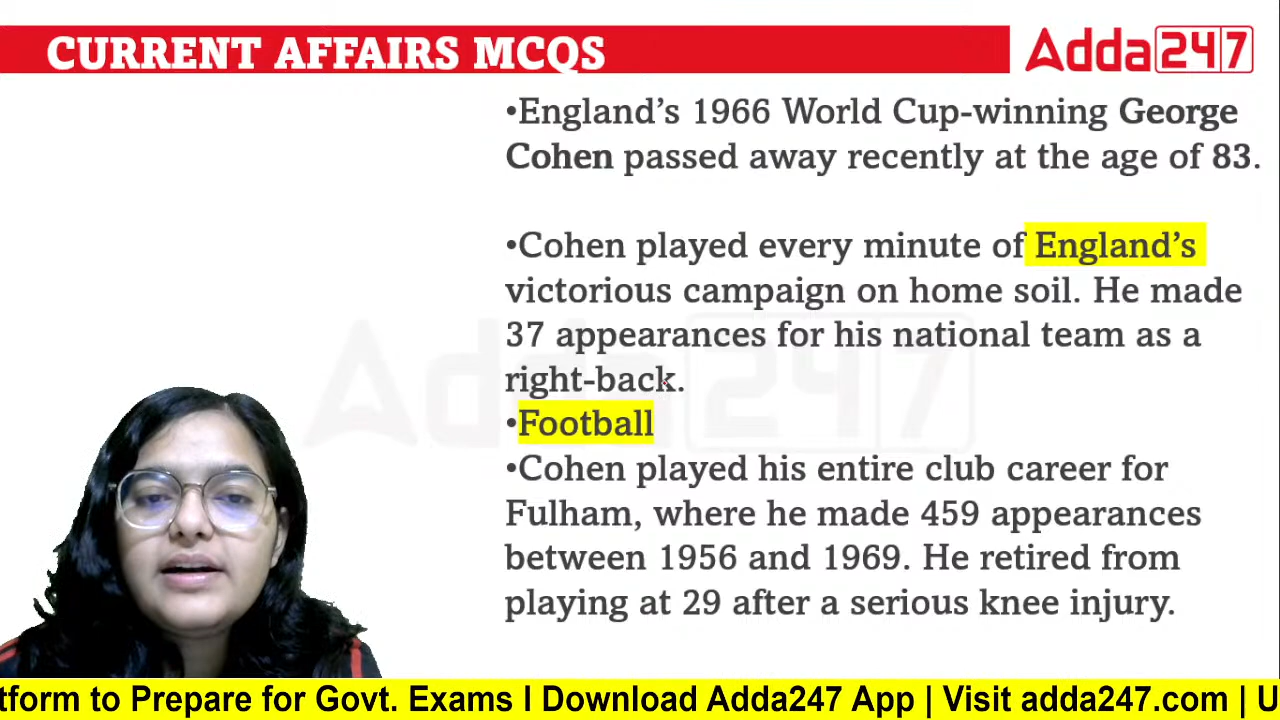 CURRENT AFFAIRS MCQS
Adda247
•England’s 1966 World Cup-winning George
Cohen passed away recently at the age of 83.
•Cohen played every minute of England’s
victorious campaign on home soil. He made
37 appearances for his national team as a
right-back.
•Football
•Cohen played his entire club career for
Fulham, where he made 459 appearances
between 1956 and 1969. He retired from
playing at 29 after a serious knee injury.
Adda247
tform to Prepare for Govt. Exams I Download Adda247 App | Visit adda247.com | U